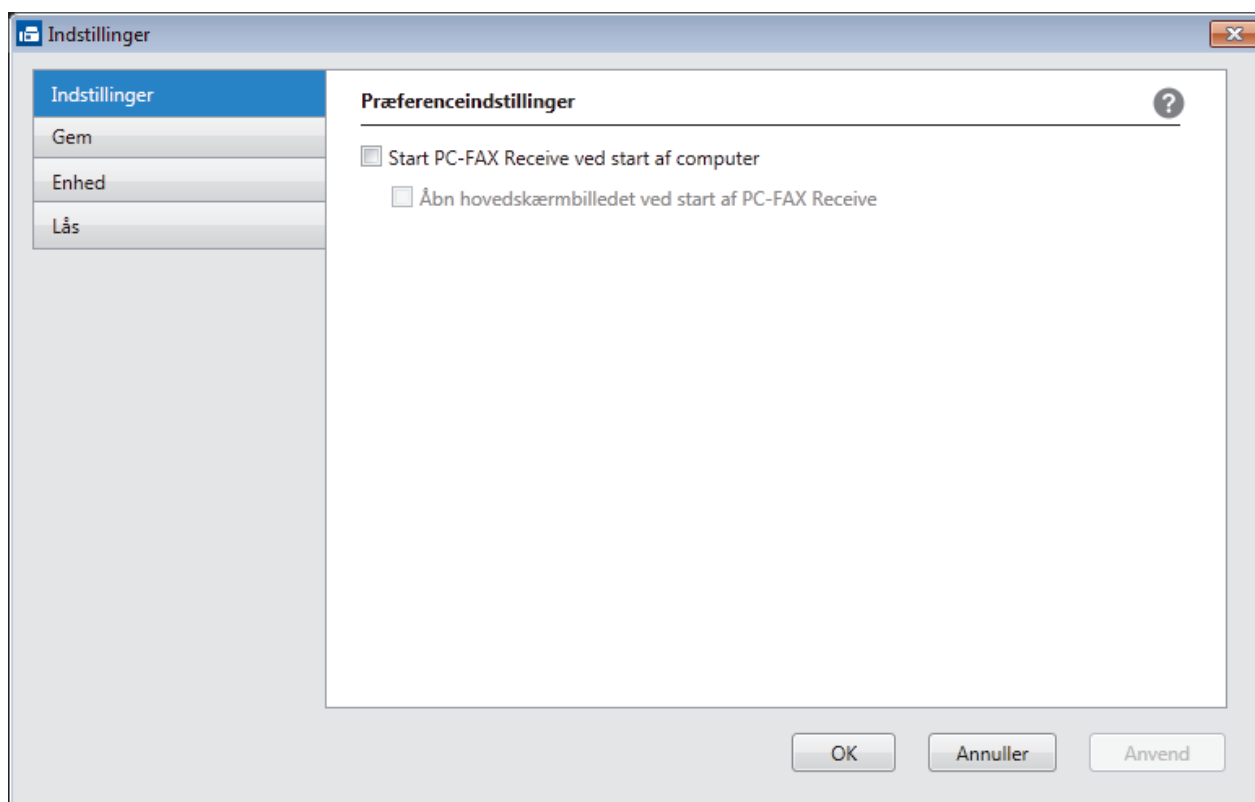 Indstillinger
Indstillinger
Gem
Enhed
Lås
Præferenceindstillinger
?
Start PC-FAX Receive ved start af computer
Åbn hovedskærmbilledet ved start af PC-FAX Receive
OK
Annuller
Anvend